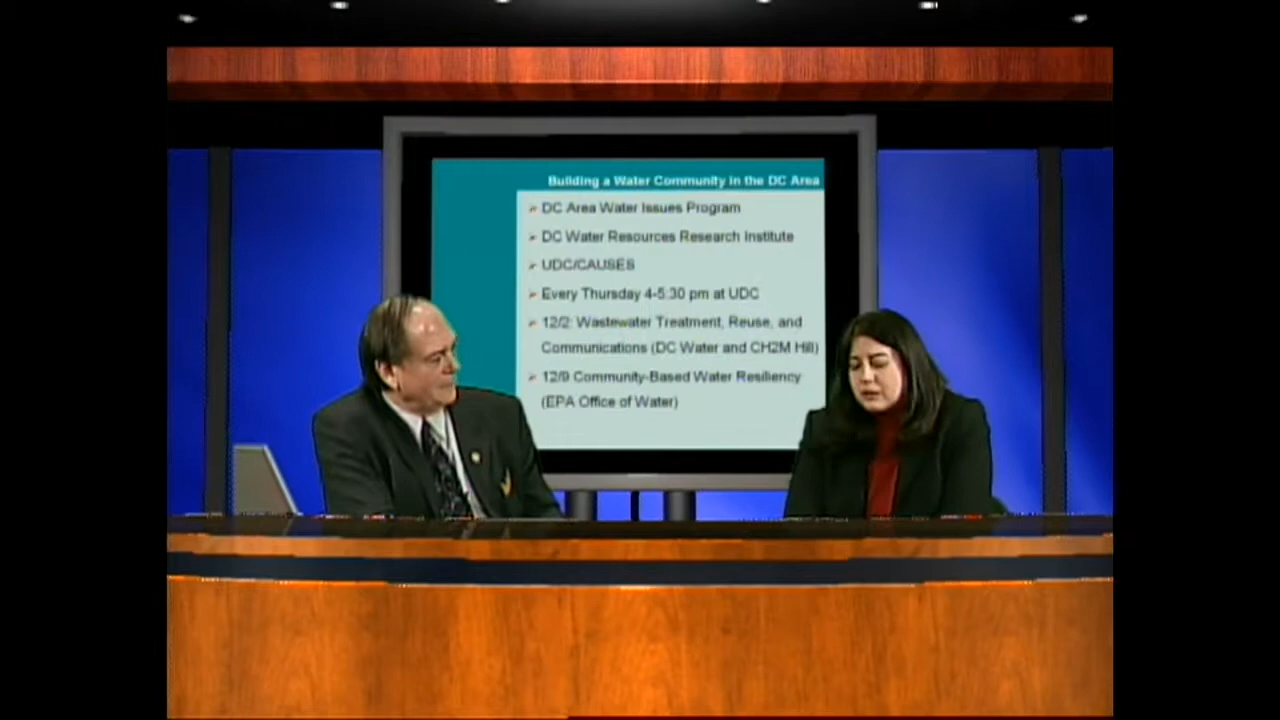 Building a Water Community in the DC Area
DC Area Water Issues Program
DC Water Resources Research Institute
UDC/CAUSES
Every Thursday 4-5:30 pm at UDC
12/2: Wastewater Treatment, Reuse, and
Communications (DC Water and CH2M Hill)
12/9 Community-Based Water Resiliency
(EPA Office of Water)